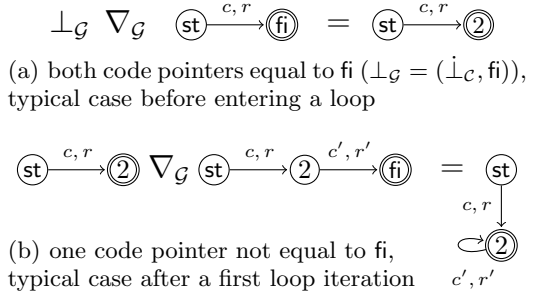 ⊥𝒢 ∇𝒢 st c, r fi = st c, r 2
(a) both code pointers equal to fi (⊥𝒢 = (⊥̇𝒞, fi)),
typical case before entering a loop
st c, r 2 ∇𝒢 st c, r 2 c′, r′ fi = st
c, r
2
(b) one code pointer not equal to fi,
typical case after a first loop iteration
c′, r′